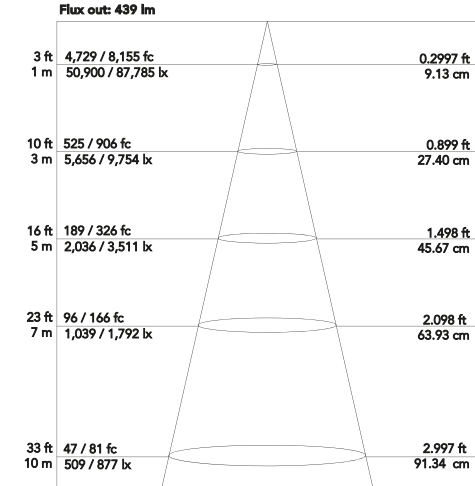 Flux out: 439 lm
3 ft 4,729 / 8,155 fc 0.2997 ft
1 m 50,900 / 87,785 lx 9.13 cm
10 ft 525 / 906 fc 0.899 ft
3 m 5,656 / 9,754 lx 27.40 cm
16 ft 189 / 326 fc 1.498 ft
5 m 2,036 / 3,511 lx 45.67 cm
23 ft 96 / 166 fc 2.098 ft
7 m 1,039 / 1,792 lx 63.93 cm
33 ft 47 / 81 fc 2.997 ft
10 m 509 / 877 lx 91.34 cm